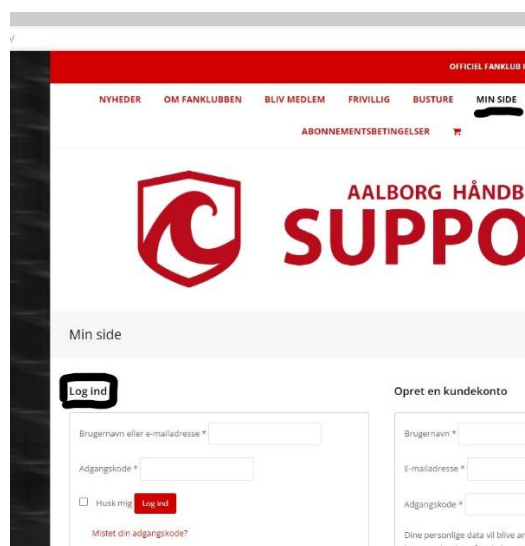 OFFICIEL FANKLUB
NYHEDER OM FANKLUBBEN BLIV MEDLEM FRIVILLIG BUSTURE MIN SIDE
ABONNEMENTSBETINGELSER
AALBORG HÅNDB
SUPPO
Min side
Log ind
Opret en kundekonto
Brugernavn eller e-mailadresse *
Brugernavn *
Adgangskode *
E-mailadresse *
Husk mig Log ind
Adgangskode *
Mistet din adgangskode?
Dine personlige data vil blive an